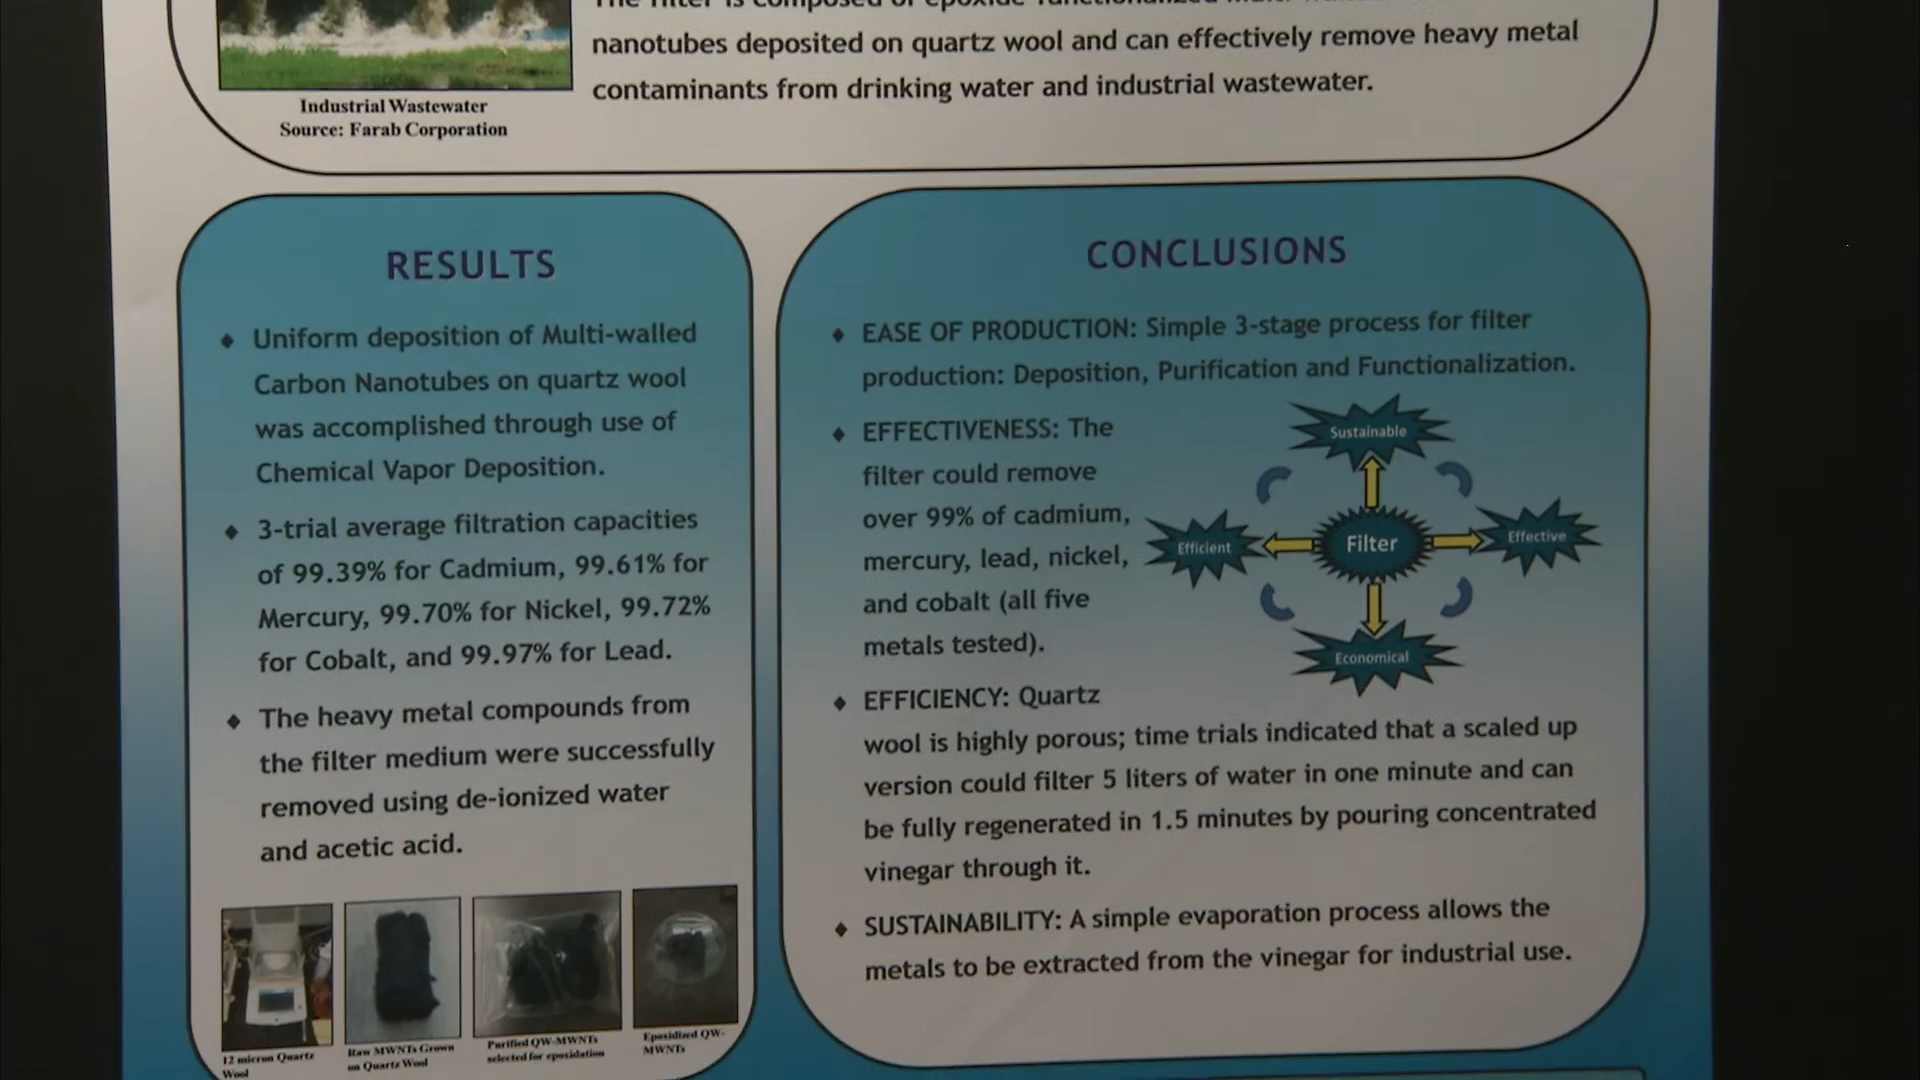 The filter is composed of epoxide-functionalized
nanotubes deposited on quartz wool and can effectively remove heavy metal
contaminants from drinking water and industrial wastewater.
Industrial Wastewater
Source: Farab Corporation
RESULTS
♦ Uniform deposition of Multi-walled
Carbon Nanotubes on quartz wool
was accomplished through use of
Chemical Vapor Deposition.
♦ 3-trial average filtration capacities
of 99.39% for Cadmium, 99.61% for
Mercury, 99.70% for Nickel, 99.72%
for Cobalt, and 99.97% for Lead.
♦ The heavy metal compounds from
the filter medium were successfully
removed using de-ionized water
and acetic acid.
12 micron Quartz
Wool
Raw MWNTs Grown
on Quartz Wool
Purified QW-MWNTs
selected for epoxidation
Epoxidized QW-
MWNTs
CONCLUSIONS
♦ EASE OF PRODUCTION: Simple 3-stage process for filter
production: Deposition, Purification and Functionalization.
♦ EFFECTIVENESS: The
filter could remove
over 99% of cadmium,
mercury, lead, nickel,
and cobalt (all five
metals tested).
Sustainable
Efficient
Filter
Effective
Economical
♦ EFFICIENCY: Quartz
wool is highly porous; time trials indicated that a scaled up
version could filter 5 liters of water in one minute and can
be fully regenerated in 1.5 minutes by pouring concentrated
vinegar through it.
♦ SUSTAINABILITY: A simple evaporation process allows the
metals to be extracted from the vinegar for industrial use.